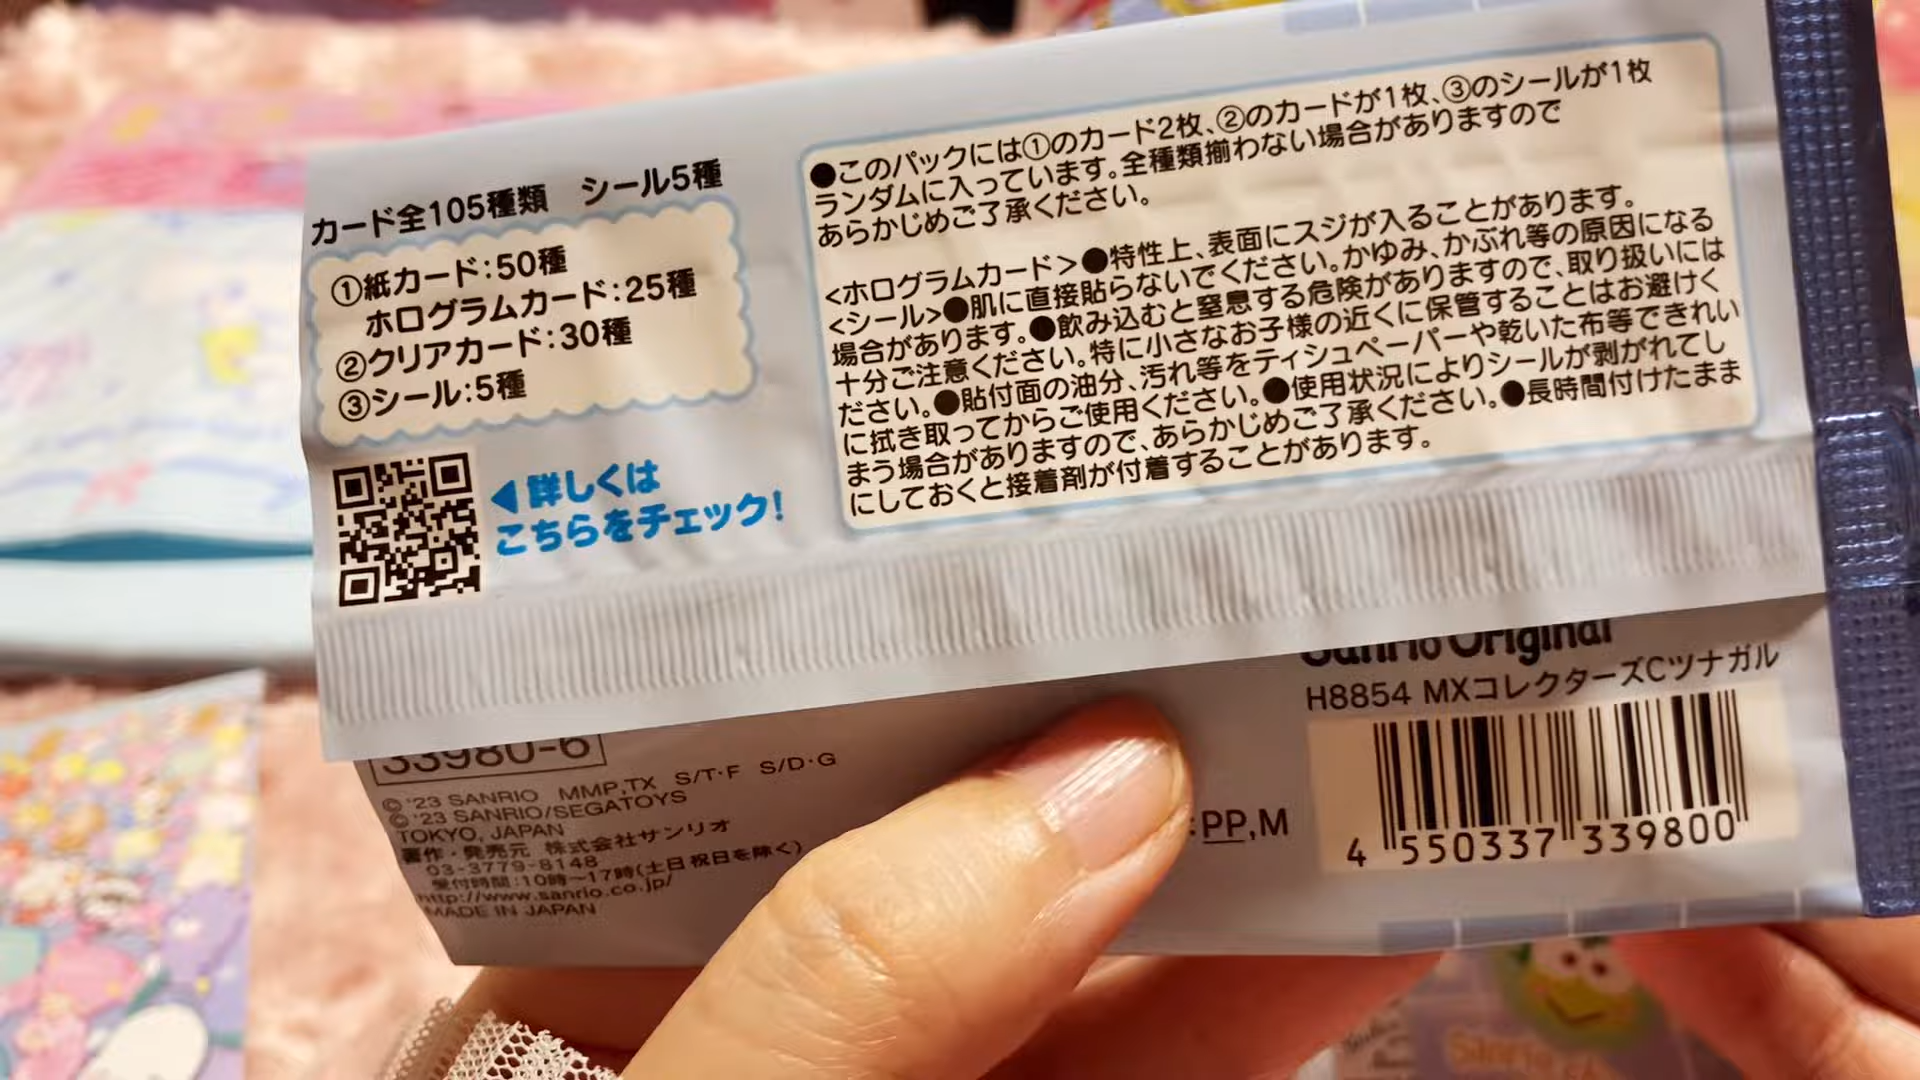 カード全105種類 シール5種
①紙カード:50種
ホログラムカード:25種
②クリアカード:30種
③シール:5種
◀詳しくは
こちらをチェック!
●このパックには①のカード2枚、②のカードが1枚、③のシールが1枚
ランダムに入っています。全種類揃わない場合がありますので
あらかじめご了承ください。
<ホログラムカード>●特性上、表面にスジが入ることがあります。
<シール>●肌に直接貼らないでください。かゆみ、かぶれ等の原因になる
場合があります。●飲み込むと窒息する危険がありますので、取り扱いには
十分ご注意ください。特に小さなお子様の近くに保管することはお避けく
ださい。●貼付面の油分、汚れ等をティシュペーパーや乾いた布等できれい
に拭き取ってからご使用ください。●使用状況によりシールが剥がれてし
まう場合がありますので、あらかじめご了承ください。●長時間付けたまま
にしておくと接着剤が付着することがあります。
Sanrio Original
H8854 MXコレクターズCツナガル
4 550337 339800
:PP,M
33980-6
© '23 SANRIO MMP,TX S/T・F S/D・G
© '23 SANRIO/SEGATOYS
TOKYO, JAPAN
著作・発売元 株式会社サンリオ
03-3779-8148
受付時間:10時〜17時(土日祝日を除く)
http://www.sanrio.co.jp/
MADE IN JAPAN